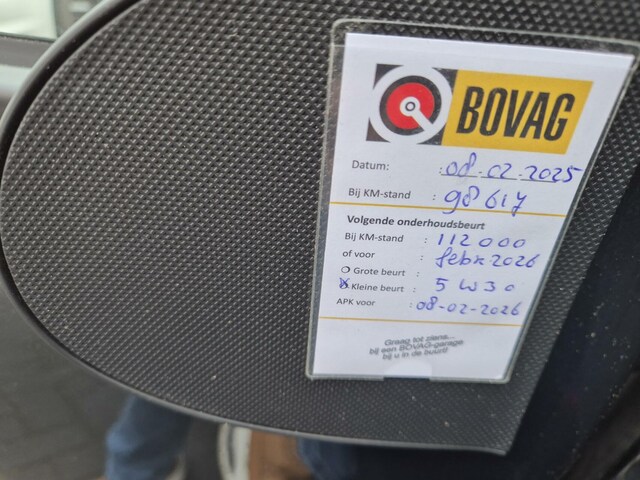 BOVAG
Datum: : 08-02-2025
Bij KM-stand : 98617
Volgende onderhoudsbeurt
Bij KM-stand : 112000
of voor : febr 2026
Grote beurt :
Kleine beurt : 5W30
APK voor : 08-02-2026
Graag tot ziens...
bij een BOVAG-garage
bij u in de buurt!